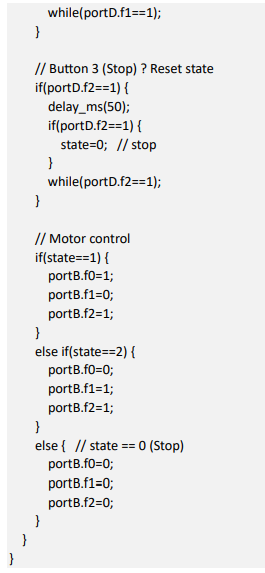 while(portD.f1==1);
}
// Button 3 (Stop) ? Reset state
if(portD.f2==1) {
delay_ms(50);
if(portD.f2==1) {
state=0; // stop
}
while(portD.f2==1);
}
// Motor control
if(state==1) {
portB.f0=1;
portB.f1=0;
portB.f2=1;
}
else if(state==2) {
portB.f0=0;
portB.f1=1;
portB.f2=1;
}
else { // state == 0 (Stop)
portB.f0=0;
portB.f1=0;
portB.f2=0;
}
}
}